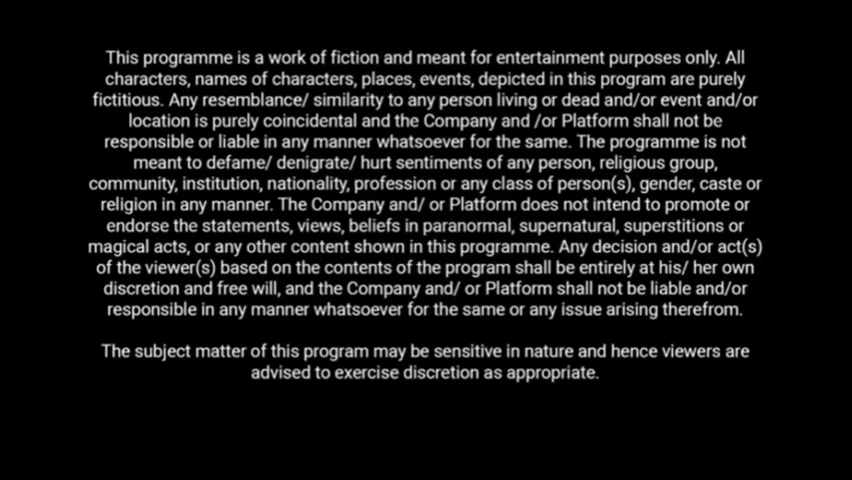 This programme is a work of fiction and meant for entertainment purposes only. All
characters, names of characters, places, events, depicted in this program are purely
fictitious. Any resemblance/ similarity to any person living or dead and/or event and/or
location is purely coincidental and the Company and /or Platform shall not be
responsible or liable in any manner whatsoever for the same. The programme is not
meant to defame/ denigrate/ hurt sentiments of any person, religious group,
community, institution, nationality, profession or any class of person(s), gender, caste or
religion in any manner. The Company and/ or Platform does not intend to promote or
endorse the statements, views, beliefs in paranormal, supernatural, superstitions or
magical acts, or any other content shown in this programme. Any decision and/or act(s)
of the viewer(s) based on the contents of the program shall be entirely at his/ her own
discretion and free will, and the Company and/ or Platform shall not be liable and/or
responsible in any manner whatsoever for the same or any issue arising therefrom.
The subject matter of this program may be sensitive in nature and hence viewers are
advised to exercise discretion as appropriate.